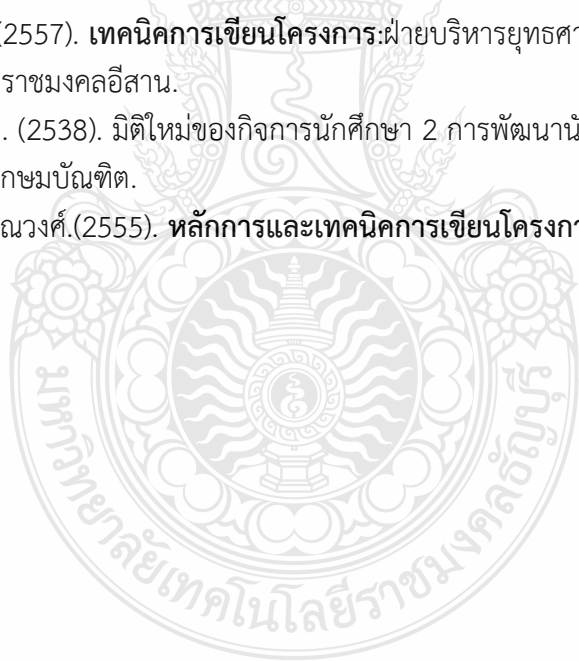 (2557). เทคนิคการเขียนโครงการ:ฝ่ายบริหารยุทธศา
ราชมงคลอีสาน.
. (2538). มิติใหม่ของกิจการนักศึกษา 2 การพัฒนานั
กษมบัณฑิต.
ณวงศ์.(2555). หลักการและเทคนิคการเขียนโครงกา
มหาวิทยาลัยเทคโนโลยีราชมงคลธัญบุรี